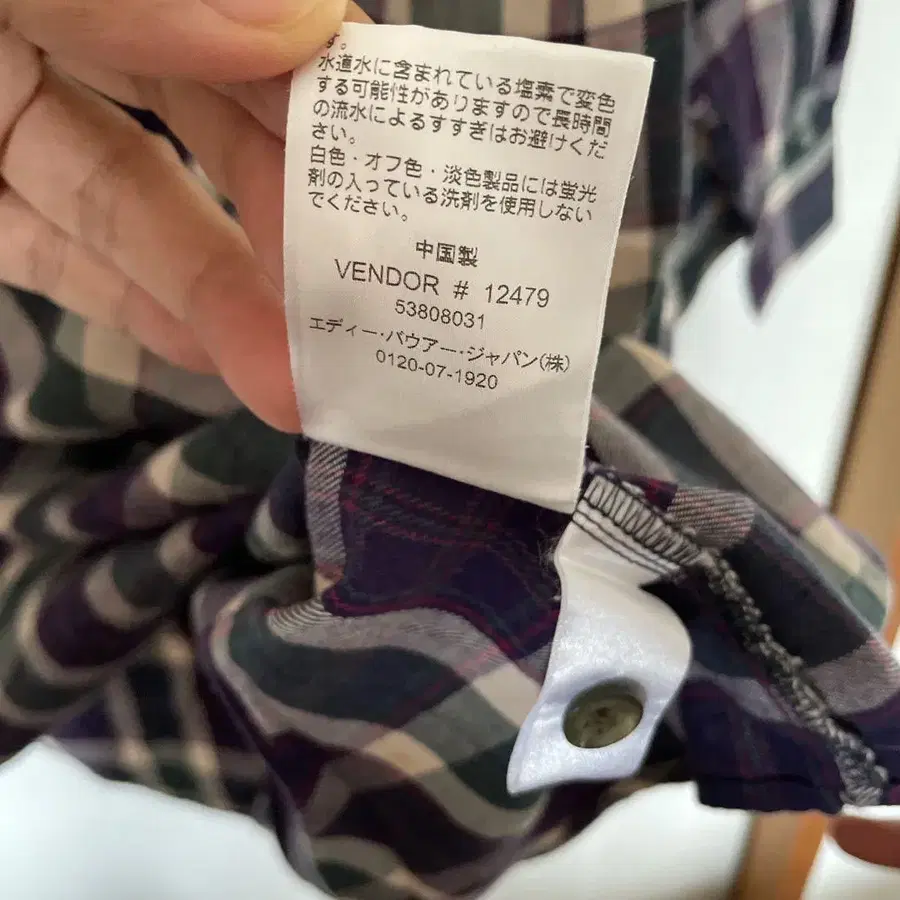 す。
水道水に含まれている塩素で変色
する可能性がありますので長時間
の流水によるすすぎはお避けくだ
さい。
白色・オフ色・淡色製品には蛍光
剤の入っている洗剤を使用しない
でください。
中国製
VENDOR # 12479
53808031
エディー・バウアー・ジャパン(株)
0120-07-1920